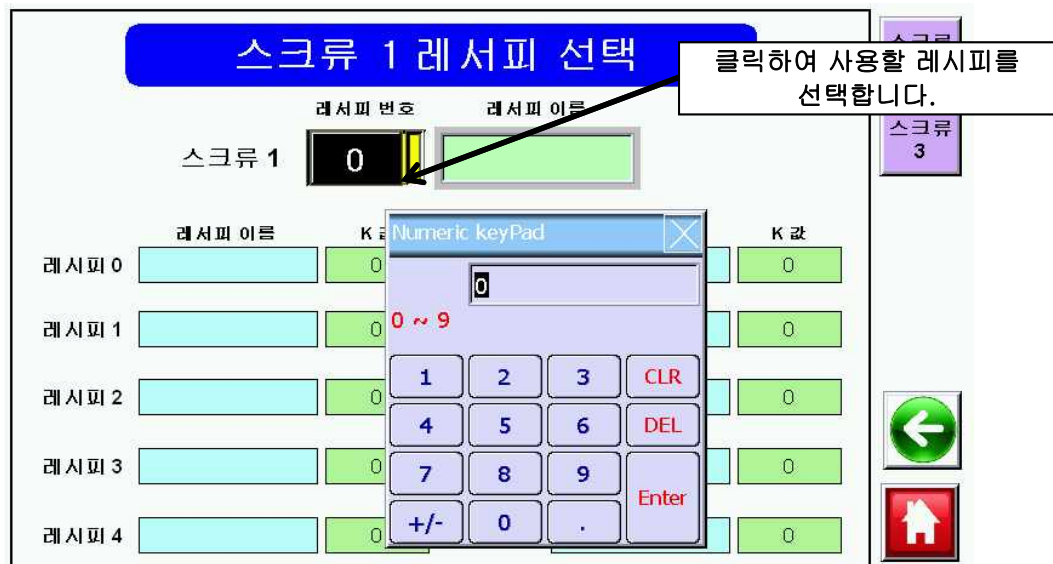 스크류 1 레서피 선택
클릭하여 사용할 레시피를
선택합니다.
레서피 번호
레서피 이름
스크류 1
0
스크류
3
레서피 이름
K
K 값
레시피 0
0
0
레시피 1
0
0
레시피 2
0
0
레시피 3
0
0
레시피 4
0
0
Numeric keyPad
0
0 ~ 9
1 2 3 CLR
4 5 6 DEL
7 8 9 Enter
+/- 0 .